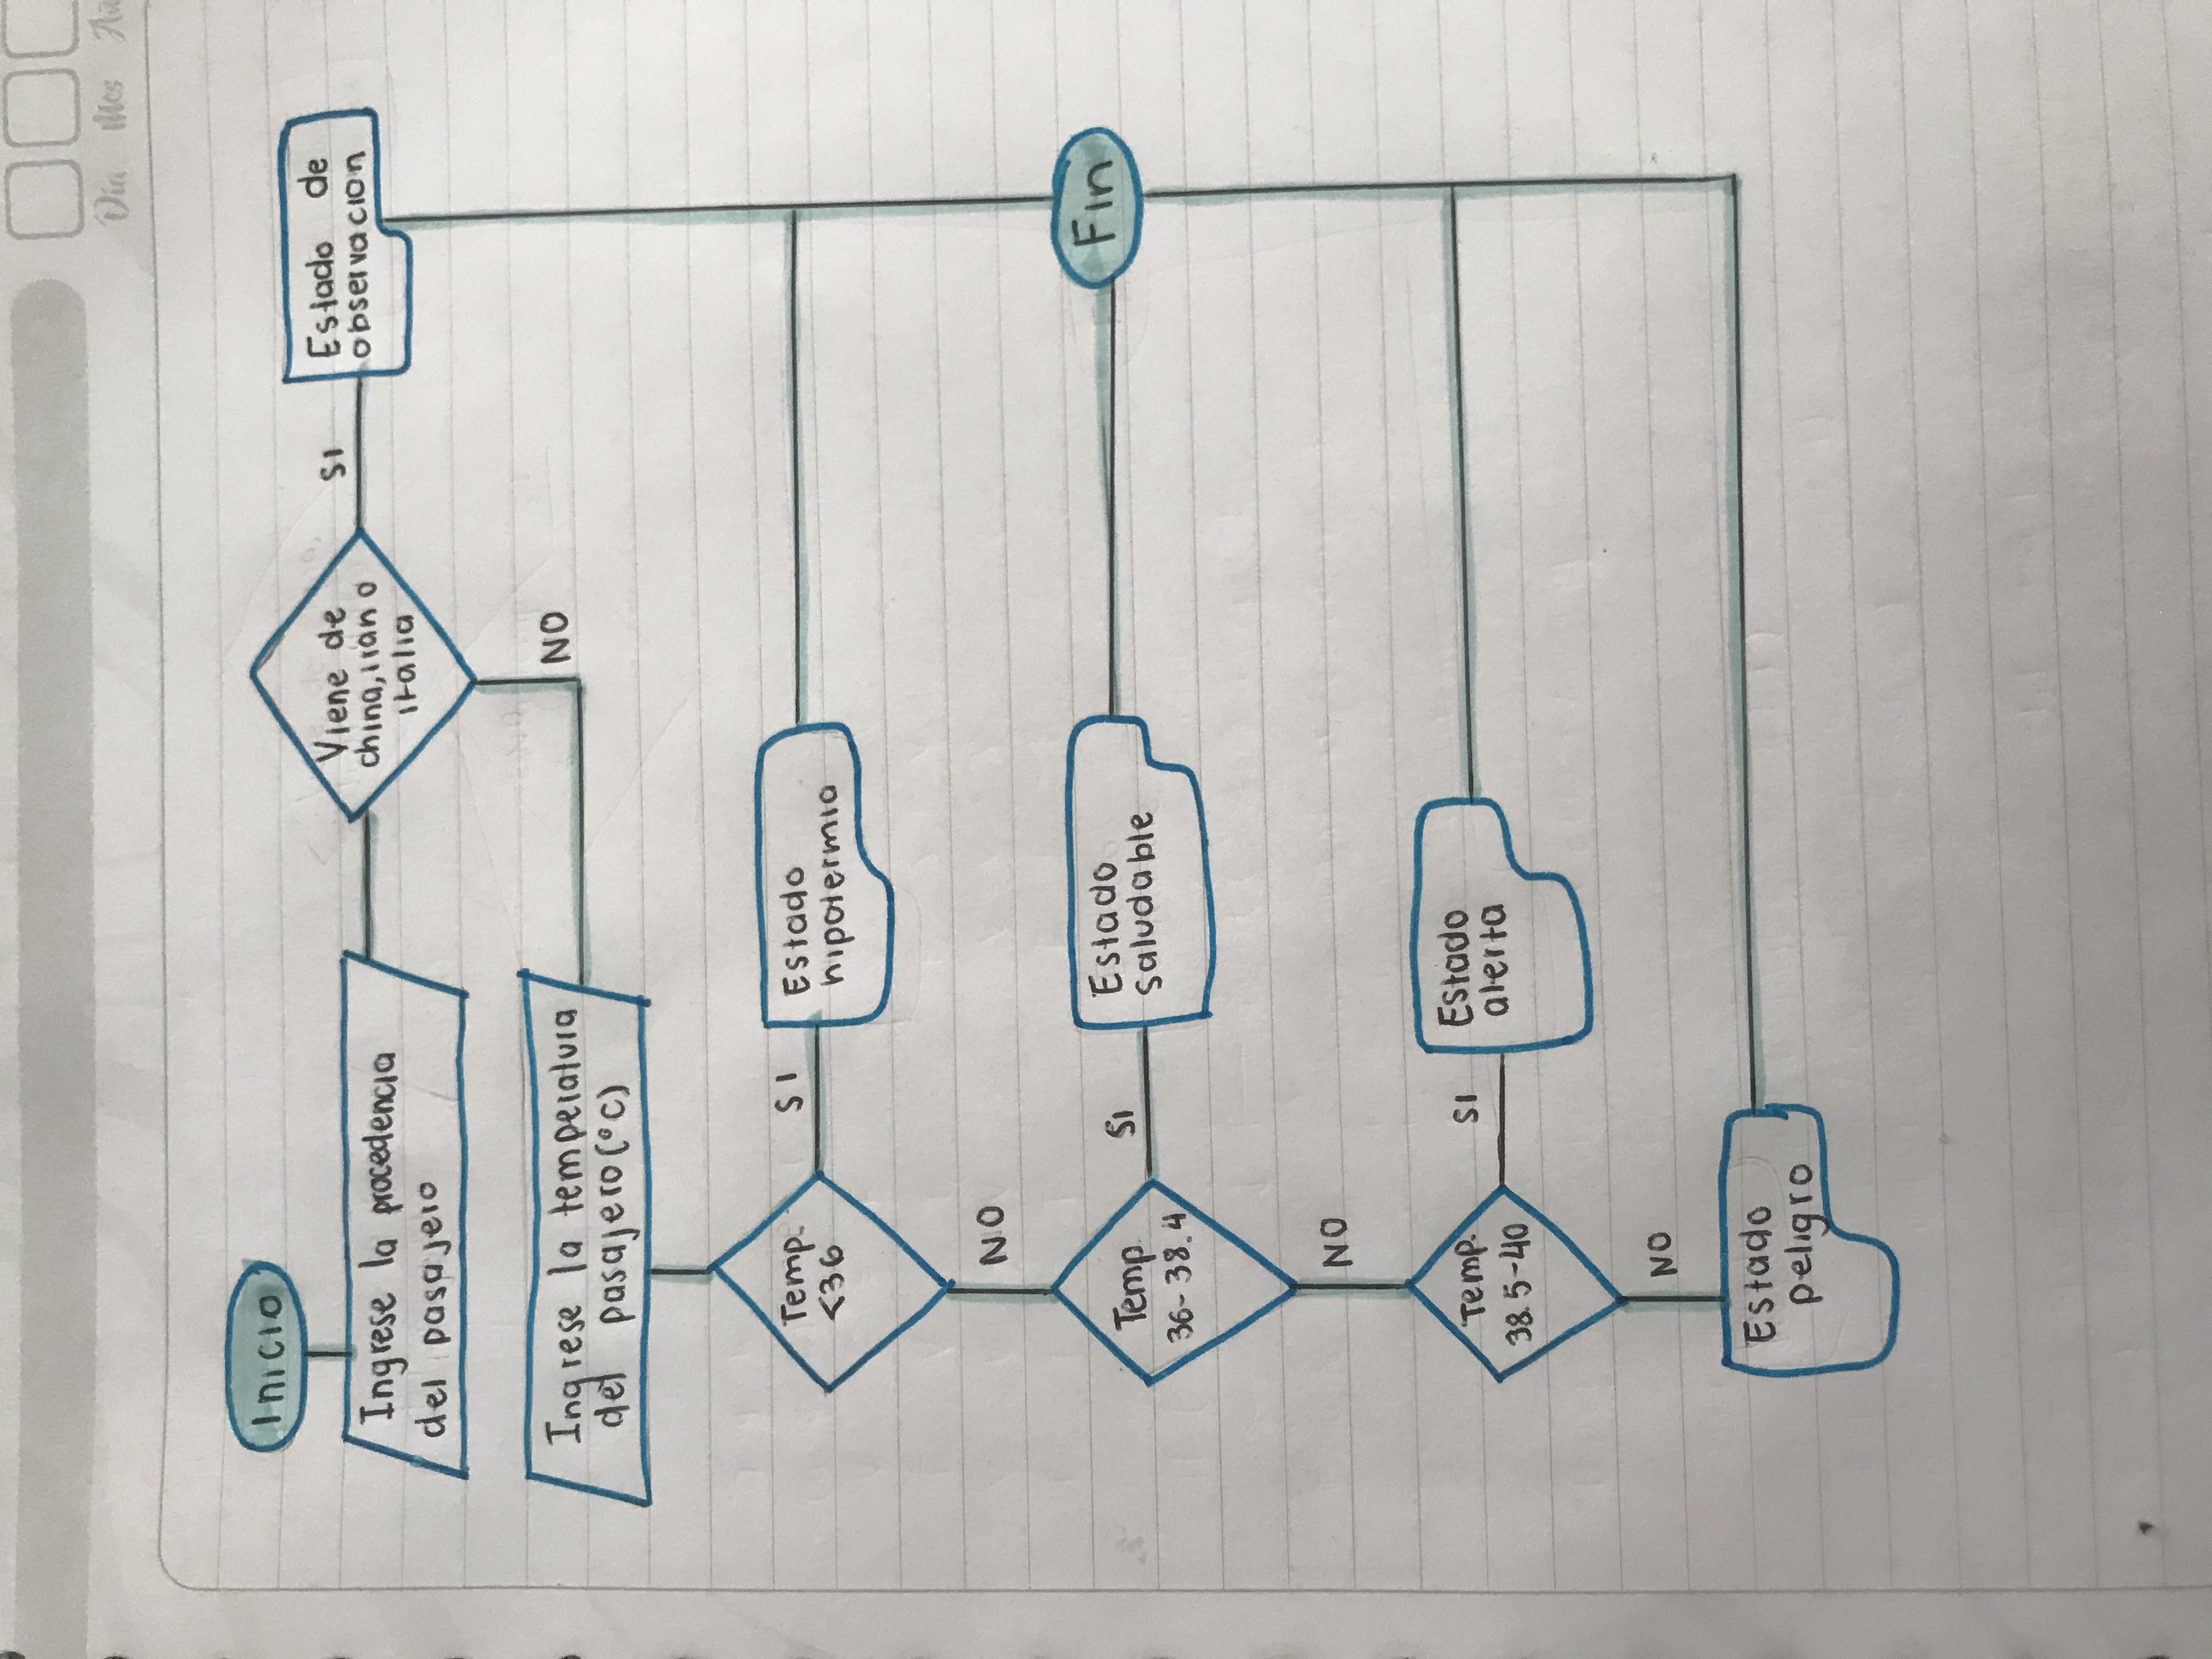 Inicio
Ingrese la procedencia
del pasajero
Viene de
china, irán o
italia
SI
Estado de
observacion
NO
Ingrese la temperatura
del pasajero (°C)
Temp.
<36
SI
Estado
hipotermia
NO
Temp
36-38.4
SI
Estado
saludable
Fin
NO
Temp.
38.5-40
SI
Estado
alerta
NO
Estado
peligro
Día Mes